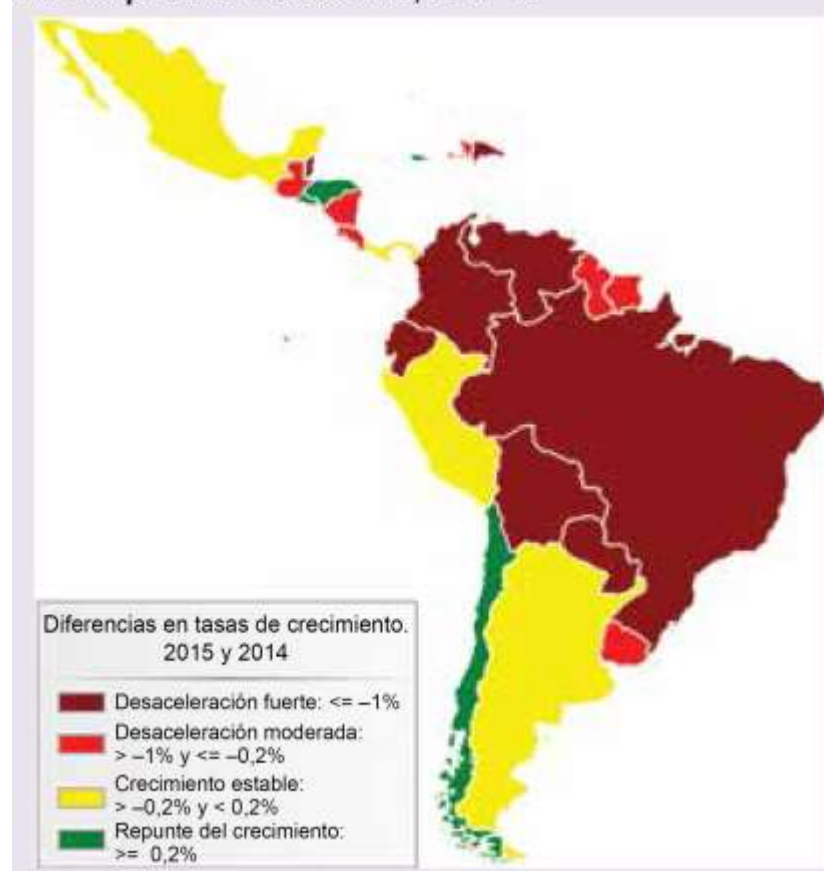 Diferencias en tasas de crecimiento.
2015 y 2014
Desaceleración fuerte: <= –1%
Desaceleración moderada:
> –1% y <= –0,2%
Crecimiento estable:
> –0,2% y < 0,2%
Repunte del crecimiento:
>= 0,2%